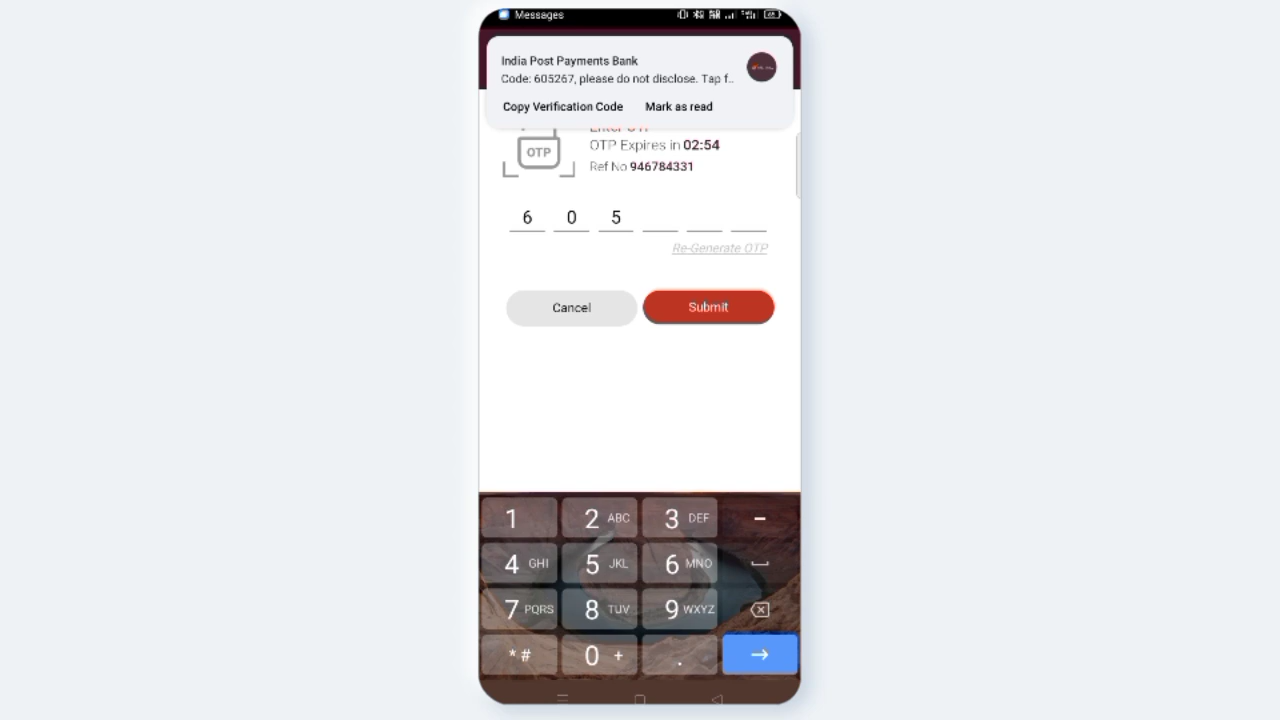 Messages
India Post Payments Bank
Code: 605267, please do not disclose. Tap f..
Copy Verification Code Mark as read
Enter OTP
OTP
OTP Expires in 02:54
Ref No 946784331
6 0 5
Re-Generate OTP
Cancel Submit
1 2 ABC 3 DEF -
4 GHI 5 JKL 6 MNO
7 PQRS 8 TUV 9 WXYZ
* # 0 + .